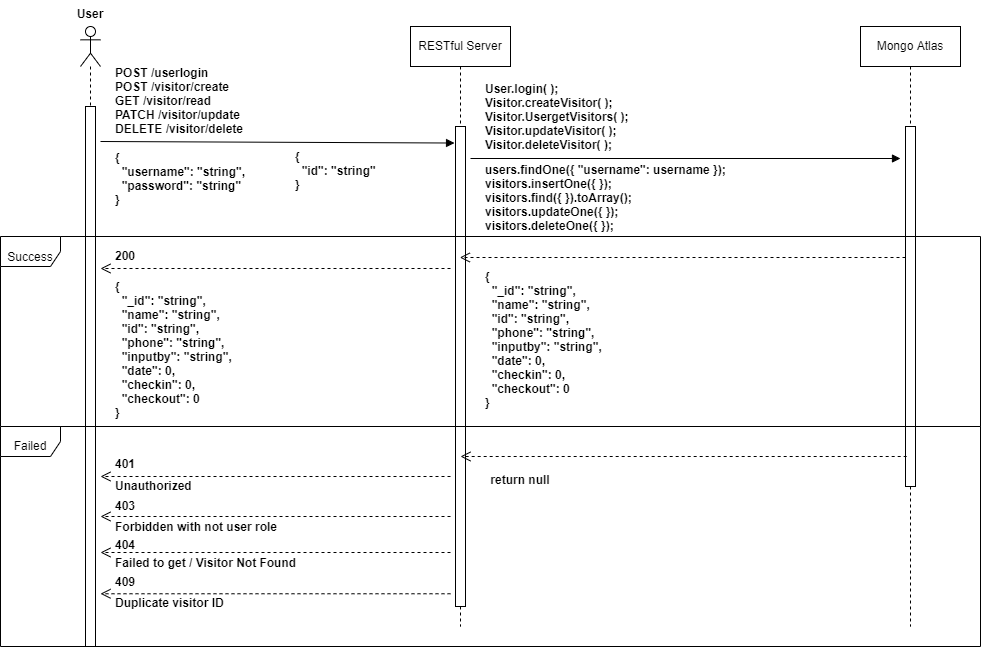 User
RESTful Server
Mongo Atlas
POST /userlogin
POST /visitor/create
GET /visitor/read
PATCH /visitor/update
DELETE /visitor/delete
{
"username": "string",
"password": "string"
}
{
"id": "string"
}
User.login( );
Visitor.createVisitor( );
Visitor.UsergetVisitors( );
Visitor.updateVisitor( );
Visitor.deleteVisitor( );
users.findOne({ "username": username });
visitors.insertOne({ });
visitors.find({ }).toArray();
visitors.updateOne({ });
visitors.deleteOne({ });
Success
200
{
"_id": "string",
"name": "string",
"id": "string",
"phone": "string",
"inputby": "string",
"date": 0,
"checkin": 0,
"checkout": 0
}
{
"_id": "string",
"name": "string",
"id": "string",
"phone": "string",
"inputby": "string",
"date": 0,
"checkin": 0,
"checkout": 0
}
Failed
401
Unauthorized
return null
403
Forbidden with not user role
404
Failed to get / Visitor Not Found
409
Duplicate visitor ID